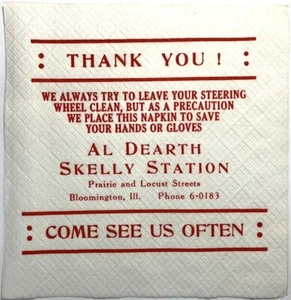 : THANK YOU ! :
WE ALWAYS TRY TO LEAVE YOUR STEERING
WHEEL CLEAN, BUT AS A PRECAUTION
WE PLACE THIS NAPKIN TO SAVE
YOUR HANDS OR GLOVES
AL DEARTH
SKELLY STATION
Prairie and Locust Streets
Bloomington, Ill. Phone 6-0183
: COME SEE US OFTEN :